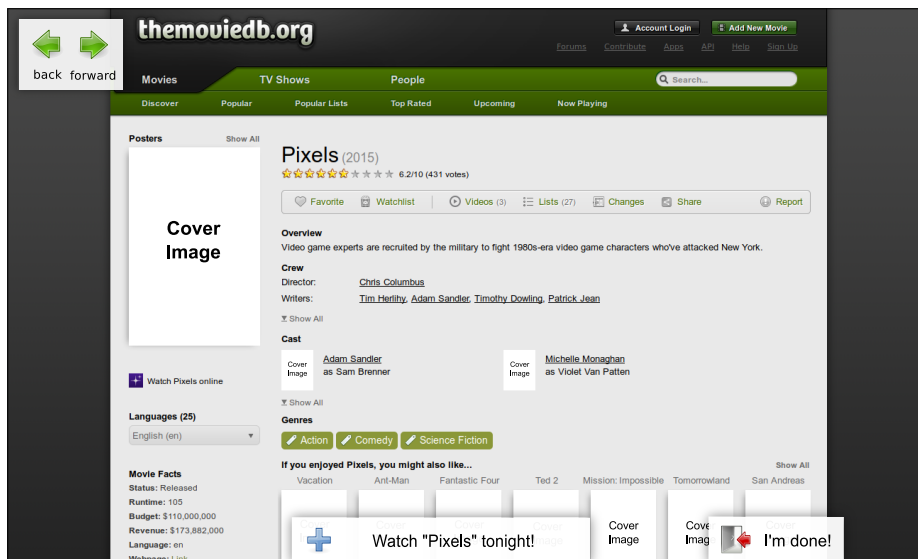 back forward
themoviedb.org
Account Login
Add New Movie
Forums Contribute Apps API Help Sign Up
Movies TV Shows People
Search...
Discover Popular Popular Lists Top Rated Upcoming Now Playing
Posters Show All
Cover
Image
Watch Pixels online
Languages (25)
English (en)
Movie Facts
Status: Released
Runtime: 105
Budget: $110,000,000
Revenue: $173,882,000
Language: en
Webpage: Link
Pixels (2015)
6.2/10 (431 votes)
Favorite Watchlist Videos (3) Lists (27) Changes Share Report
Overview
Video game experts are recruited by the military to fight 1980s-era video game characters who've attacked New York.
Crew
Director: Chris Columbus
Writers: Tim Herlihy, Adam Sandler, Timothy Dowling, Patrick Jean
Show All
Cast
Cover
Image
Adam Sandler
as Sam Brenner
Cover
Image
Michelle Monaghan
as Violet Van Patten
Show All
Genres
Action Comedy Science Fiction
If you enjoyed Pixels, you might also like... Show All
Vacation Ant-Man Fantastic Four Ted 2 Mission: Impossible Tomorrowland San Andreas
Cover
Image
Watch "Pixels" tonight!
I'm done!